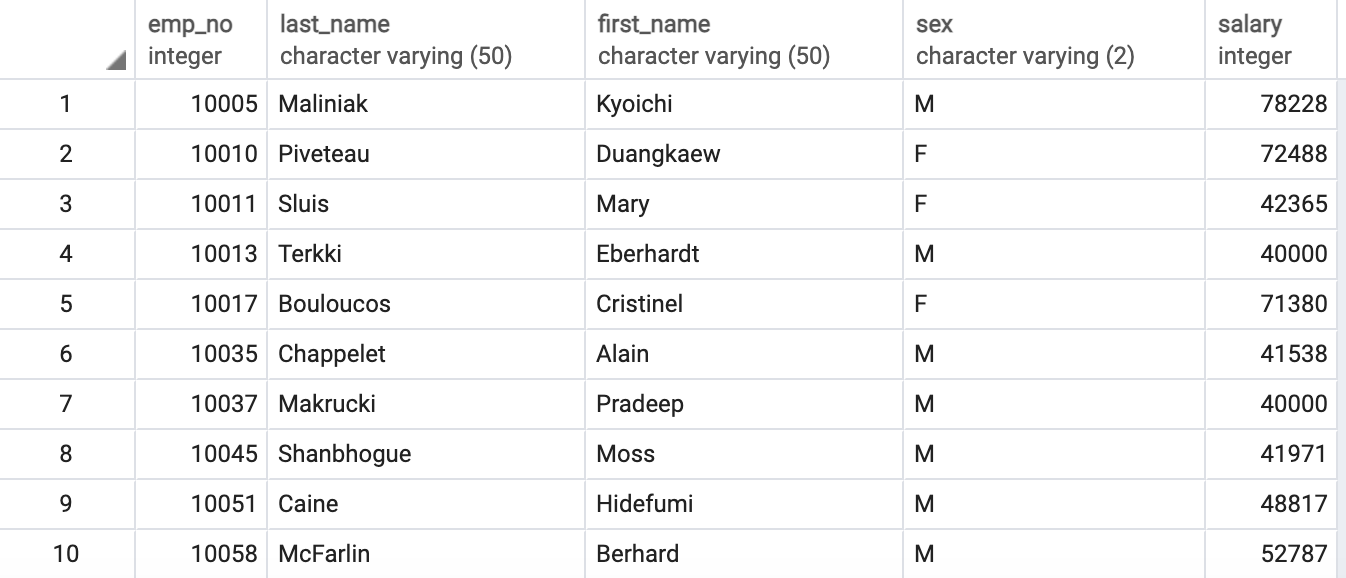 emp_no last_name first_name sex salary
integer character varying (50) character varying (50) character varying (2) integer
1 10005 Maliniak Kyoichi M 78228
2 10010 Piveteau Duangkaew F 72488
3 10011 Sluis Mary F 42365
4 10013 Terkki Eberhardt M 40000
5 10017 Bouloucos Cristinel F 71380
6 10035 Chappelet Alain M 41538
7 10037 Makrucki Pradeep M 40000
8 10045 Shanbhogue Moss M 41971
9 10051 Caine Hidefumi M 48817
10 10058 McFarlin Berhard M 52787